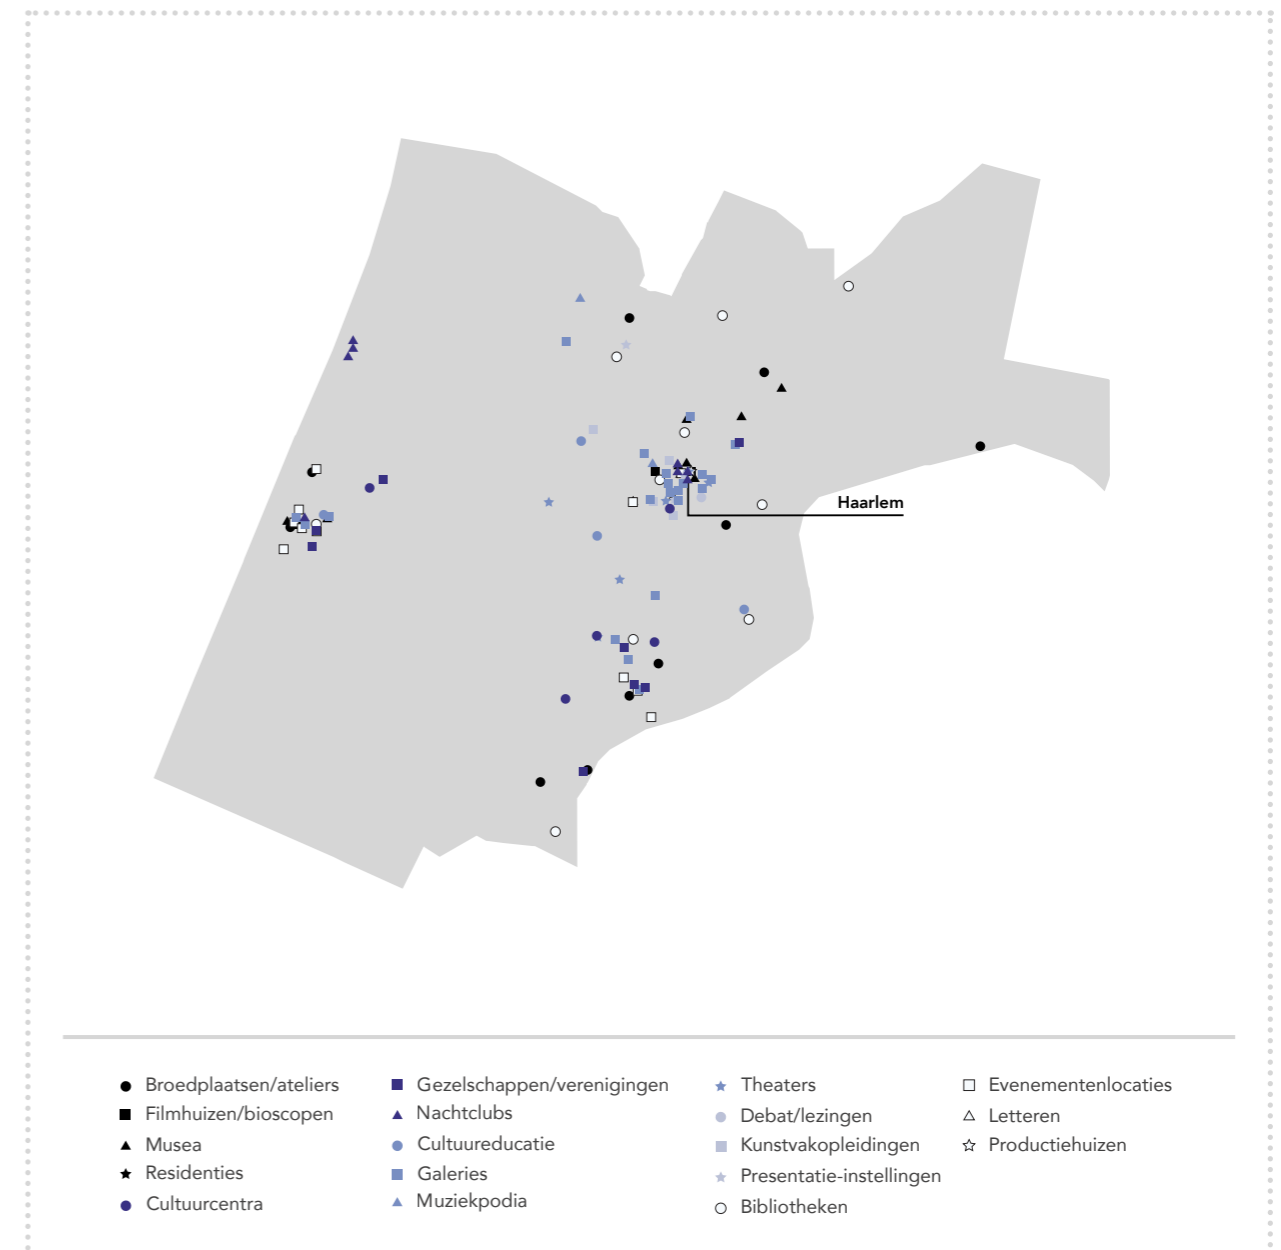 Haarlem
Broedplaatsen/ateliers
Filmhuizen/bioscopen
Musea
Residenties
Cultuurcentra
Gezelschappen/verenigingen
Nachtclubs
Cultuureducatie
Galeries
Muziekpodia
Theaters
Debat/lezingen
Kunstvakopleidingen
Presentatie-instellingen
Bibliotheken
Evenementenlocaties
Letteren
Productiehuizen